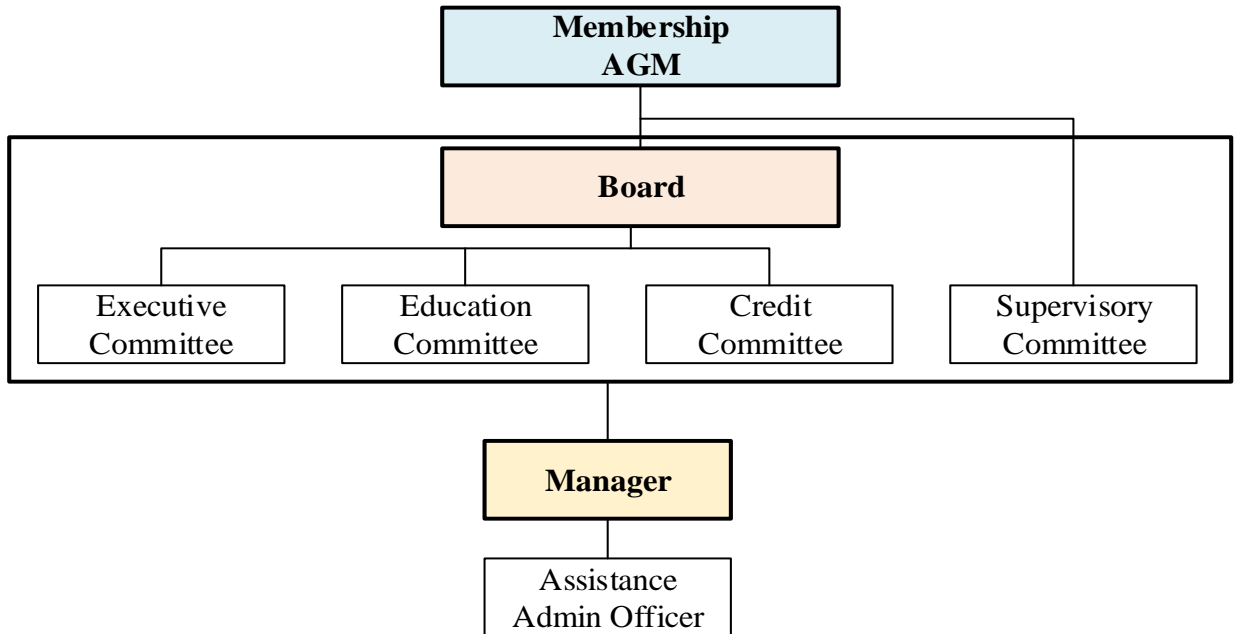 Membership
AGM
Board
Executive
Committee
Education
Committee
Credit
Committee
Supervisory
Committee
Manager
Assistance
Admin Officer